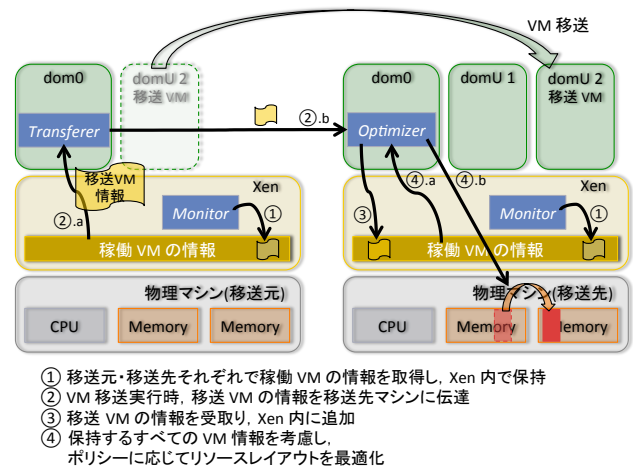 VM 移送
dom0
domU 2
移送 VM
dom0
domU 1
domU 2
移送 VM
Transferer
②.b
Optimizer
移送VM
情報
②.a
Xen
Monitor
①
稼働 VM の情報
③
④.a
④.b
Xen
Monitor
①
稼働 VM の情報
物理マシン(移送元)
CPU
Memory
Memory
物理マシン(移送先)
CPU
Memory
Memory
① 移送元・移送先それぞれで稼働 VM の情報を取得し，Xen 内で保持
② VM 移送実行時，移送 VM の情報を移送先マシンに伝達
③ 移送 VM の情報を受取り，Xen 内に追加
④ 保持するすべての VM 情報を考慮し，
ポリシーに応じてリソースレイアウトを最適化